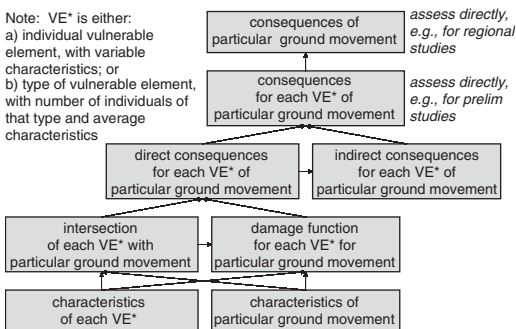 Note: VE* is either:
a) individual vulnerable
element, with variable
characteristics; or
b) type of vulnerable element,
with number of individuals of
that type and average
characteristics
consequences of
particular ground movement
assess directly,
e.g., for regional
studies
consequences
for each VE* of
particular ground movement
assess directly,
e.g., for prelim
studies
direct consequences
for each VE* of
particular ground movement
indirect consequences
for each VE* of
particular ground movement
intersection
of each VE* with
particular ground movement
damage function
for each VE* for
particular ground movement
characteristics
of each VE*
characteristics of
particular ground movement